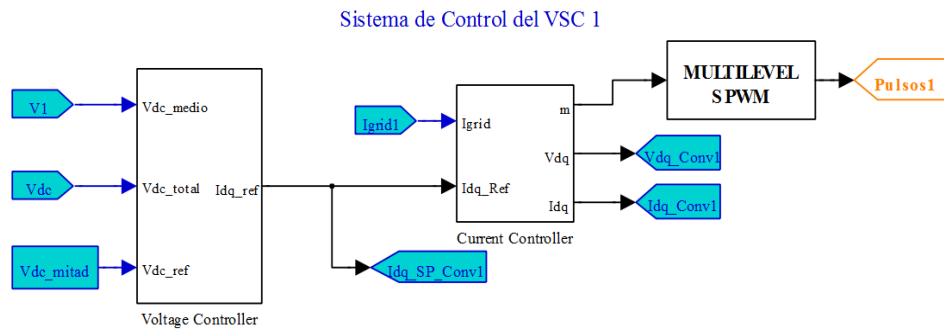 Sistema de Control del VSC 1
V1
Vdc
Vdc_mitad
Vdc_medio
Vdc_total
Vdc_ref
Idq_ref
Voltage Controller
Idq_SP_Conv1
Igrid1
Igrid
Idq_Ref
m
Vdq
Idq
Current Controller
MULTILEVEL
SPWM
Pulsos1
Vdq_Conv1
Idq_Conv1